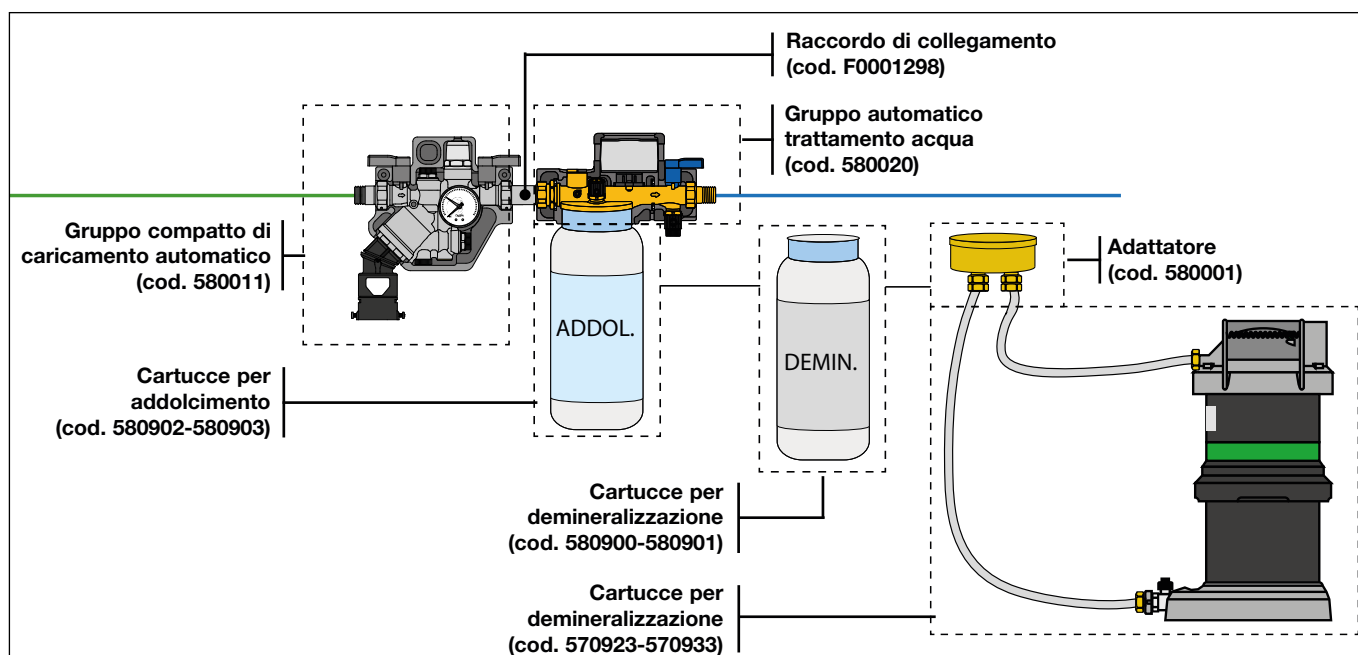 Raccordo di collegamento
(cod. F0001298)
Gruppo automatico
trattamento acqua
(cod. 580020)
Gruppo compatto di
caricamento automatico
(cod. 580011)
Adattatore
(cod. 580001)
ADDOL.
DEMIN.
Cartucce per
addolcimento
(cod. 580902-580903)
Cartucce per
demineralizzazione
(cod. 580900-580901)
Cartucce per
demineralizzazione
(cod. 570923-570933)